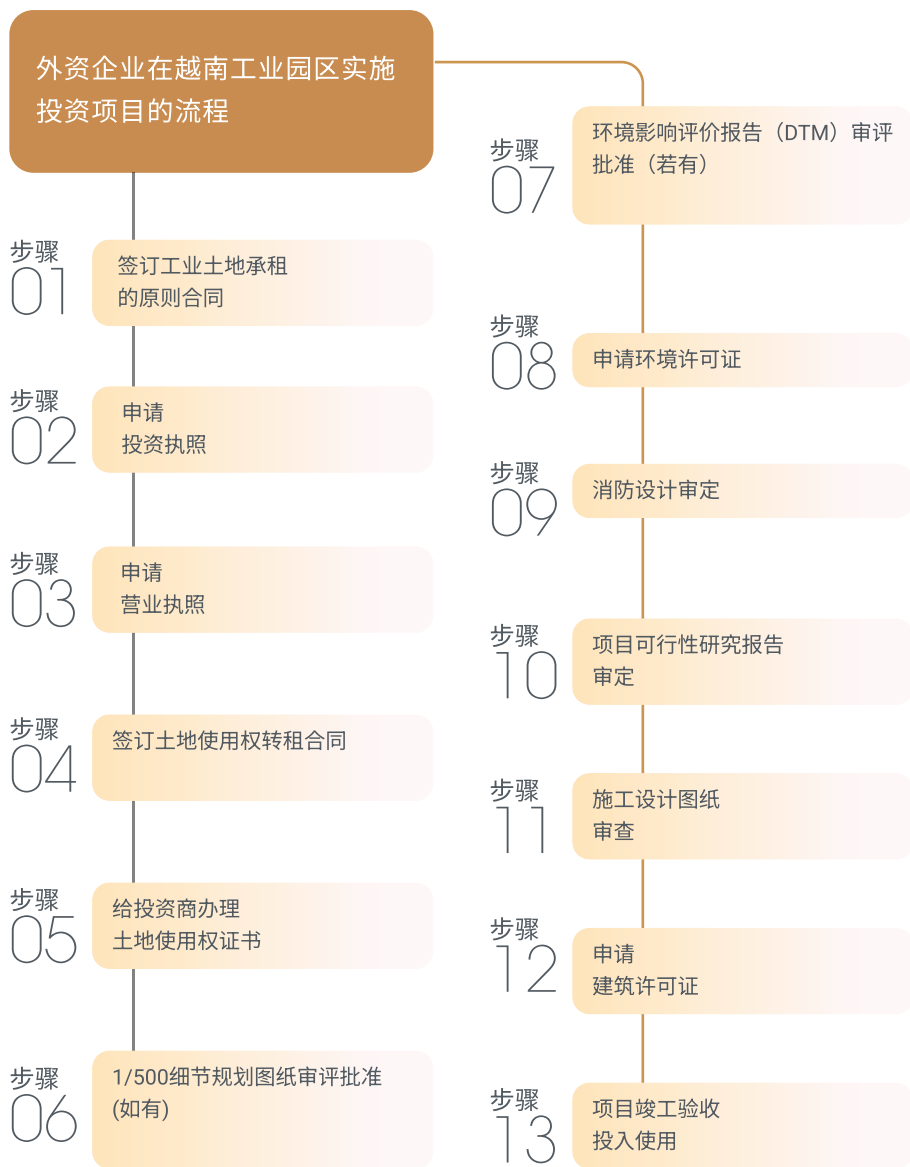 外资企业在越南工业园区实施
投资项目的流程
步骤
01
签订工业土地承租
的原则合同
步骤
02
申请
投资执照
步骤
03
申请
营业执照
步骤
04
签订土地使用权转租合同
步骤
05
给投资商办理
土地使用权证书
步骤
06
1/500细节规划图纸审评批准
(如有)
步骤
07
环境影响评价报告（DTM）审评
批准（若有）
步骤
08
申请环境许可证
步骤
09
消防设计审定
步骤
10
项目可行性研究报告
审定
步骤
11
施工设计图纸
审查
步骤
12
申请
建筑许可证
步骤
13
项目竣工验收
投入使用